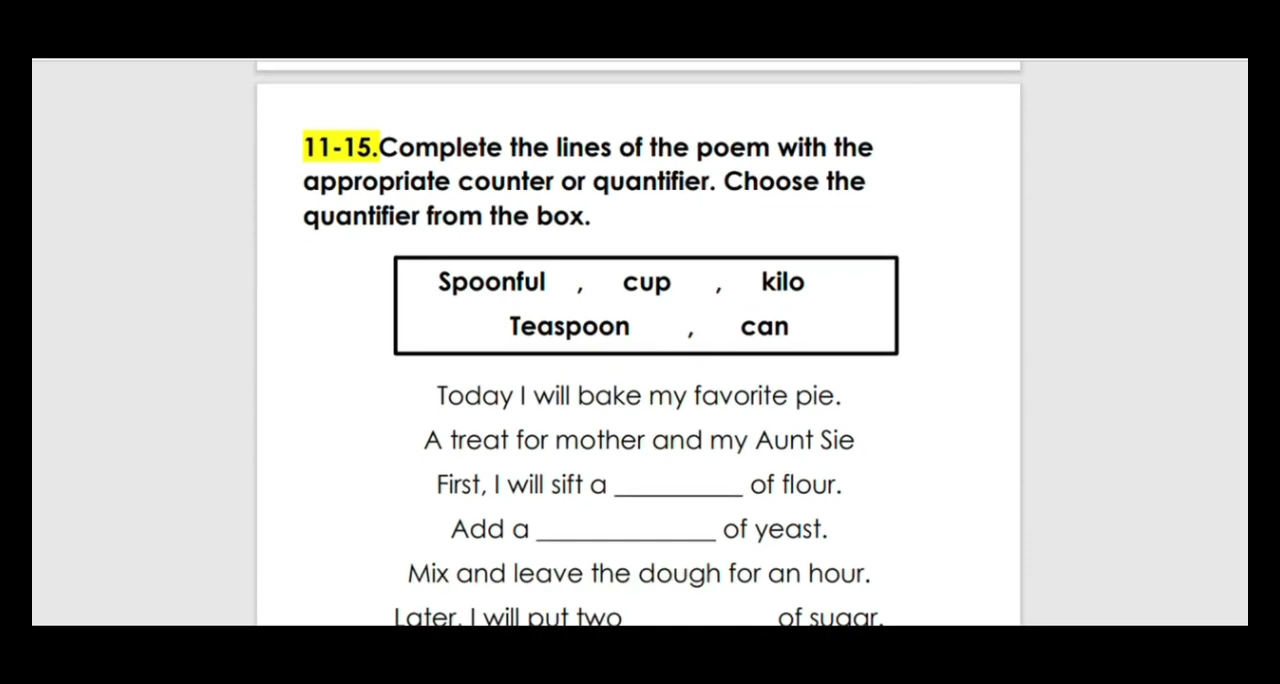 11-15.Complete the lines of the poem with the
appropriate counter or quantifier. Choose the
quantifier from the box.
Spoonful , cup , kilo
Teaspoon , can
Today I will bake my favorite pie.
A treat for mother and my Aunt Sie
First, I will sift a __________ of flour.
Add a ______________ of yeast.
Mix and leave the dough for an hour.
Later, I will put two of sugar.